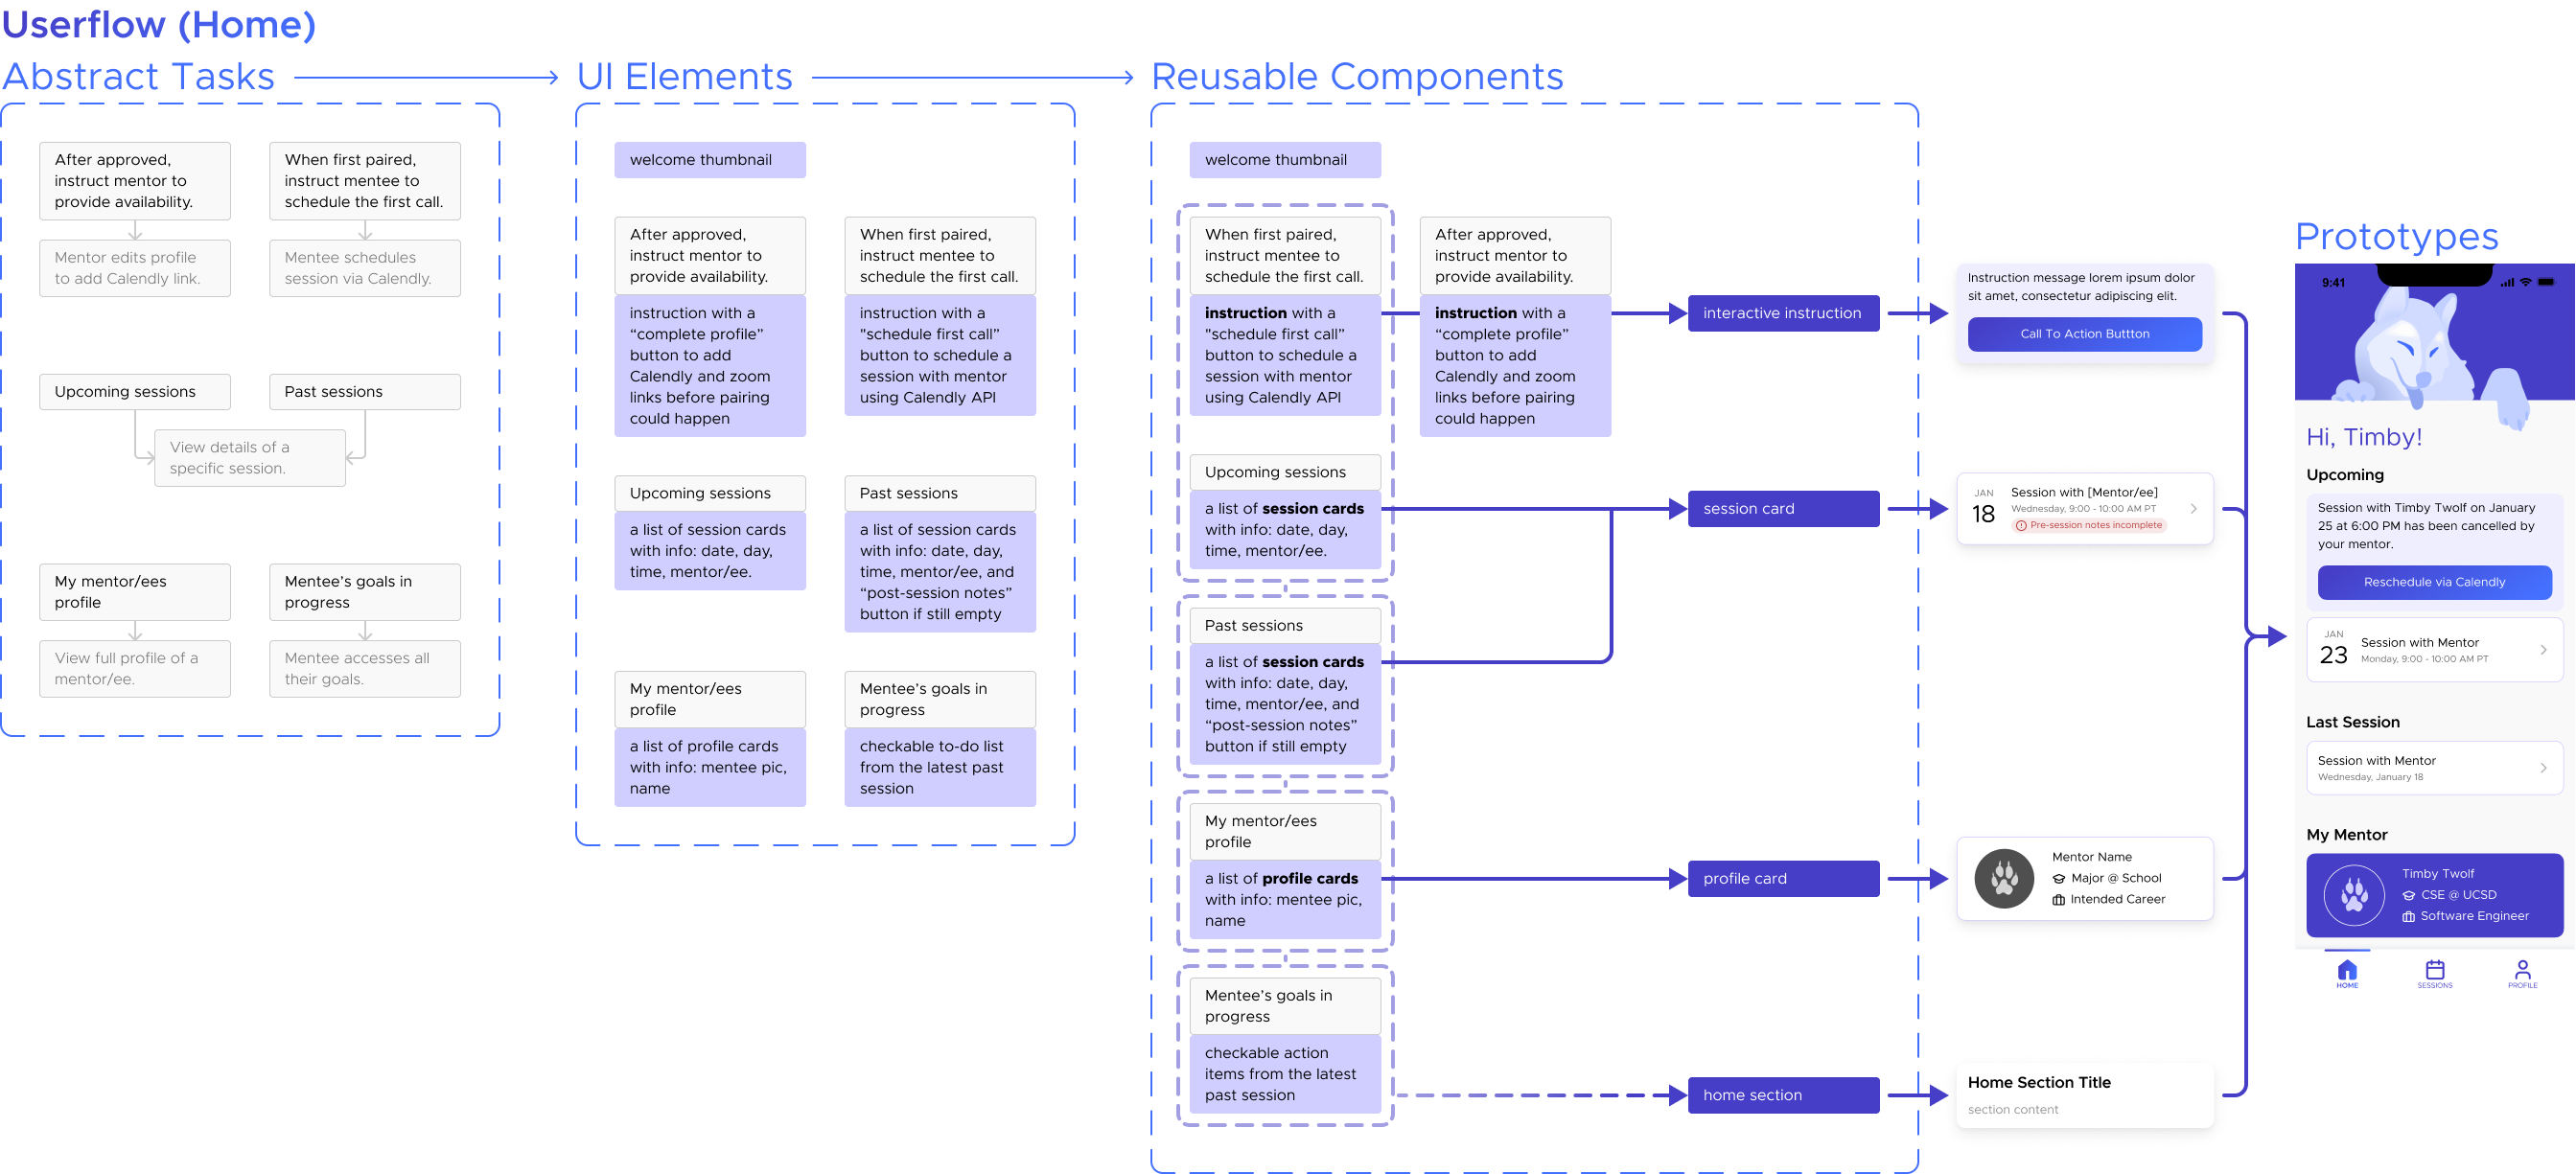 Userflow (Home)
Abstract Tasks
After approved,
instruct mentor to
provide availability.
When first paired,
instruct mentee to
schedule the first call.
Mentor edits profile
to add Calendly link.
Mentee schedules
session via Calendly.
Upcoming sessions
Past sessions
View details of a
specific session.
My mentor/ees
profile
Mentee’s goals in
progress
View full profile of a
mentor/ee.
Mentee accesses all
their goals.
UI Elements
welcome thumbnail
After approved,
instruct mentor to
provide availability.
instruction with a
“complete profile”
button to add
Calendly and zoom
links before pairing
could happen
When first paired,
instruct mentee to
schedule the first call.
instruction with a
"schedule first call”
button to schedule a
session with mentor
using Calendly API
Upcoming sessions
a list of session cards
with info: date, day,
time, mentor/ee.
Past sessions
a list of session cards
with info: date, day,
time, mentor/ee, and
“post-session notes”
button if still empty
My mentor/ees
profile
a list of profile cards
with info: mentee pic,
name
Mentee’s goals in
progress
checkable to-do list
from the latest past
session
Reusable Components
welcome thumbnail
When first paired,
instruct mentee to
schedule the first call.
instruction with a
"schedule first call”
button to schedule a
session with mentor
using Calendly API
After approved,
instruct mentor to
provide availability.
instruction with a
“complete profile”
button to add
Calendly and zoom
links before pairing
could happen
Upcoming sessions
a list of session cards
with info: date, day,
time, mentor/ee.
Past sessions
a list of session cards
with info: date, day,
time, mentor/ee, and
“post-session notes”
button if still empty
My mentor/ees
profile
a list of profile cards
with info: mentee pic,
name
Mentee’s goals in
progress
checkable action
items from the latest
past session
interactive instruction
session card
profile card
home section
Instruction message lorem ipsum dolor
sit amet, consectetur adipiscing elit.
Call To Action Buttton
JAN
18
Session with [Mentor/ee]
Wednesday, 9:00 - 10:00 AM PT
Pre-session notes incomplete
Mentor Name
Major @ School
Intended Career
Home Section Title
section content
Prototypes
9:41
Hi, Timby!
Upcoming
Session with Timby Twolf on January
25 at 6:00 PM has been cancelled by
your mentor.
Reschedule via Calendly
JAN
23
Session with Mentor
Monday, 9:00 - 10:00 AM PT
Last Session
Session with Mentor
Wednesday, January 18
My Mentor
Timby Twolf
CSE @ UCSD
Software Engineer
HOME
SESSIONS
PROFILE